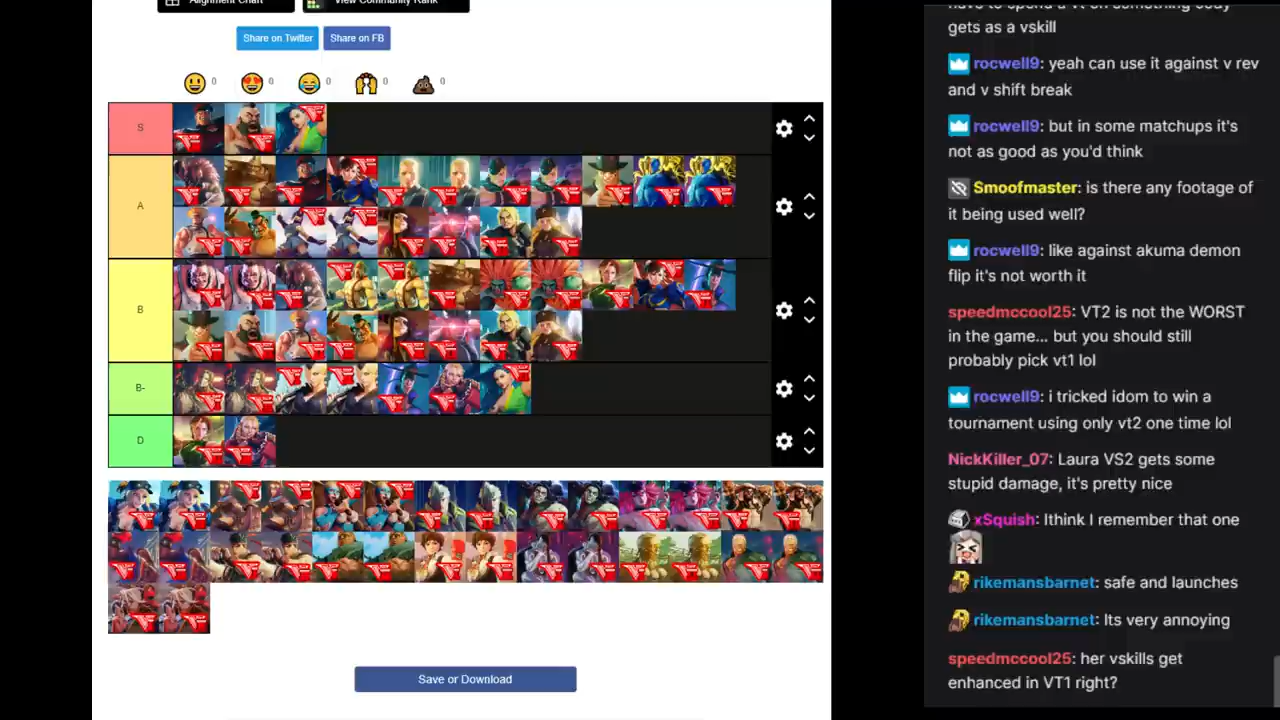 Alignment Chart
View Community Rank
Share on Twitter
Share on FB
0
0
0
0
0
S
A
B
B-
D
Save or Download
have to spend a vt on something cody
gets as a vskill
rocwell9: yeah can use it against v rev
and v shift break
rocwell9: but in some matchups it's
not as good as you'd think
Smoofmaster: is there any footage of
it being used well?
rocwell9: like against akuma demon
flip it's not worth it
speedmccool25: VT2 is not the WORST
in the game... but you should still
probably pick vt1 lol
rocwell9: i tricked idom to win a
tournament using only vt2 one time lol
NickKiller_07: Laura VS2 gets some
stupid damage, it's pretty nice
xSquish: Ithink I remember that one
rikemansbarnet: safe and launches
rikemansbarnet: Its very annoying
speedmccool25: her vskills get
enhanced in VT1 right?